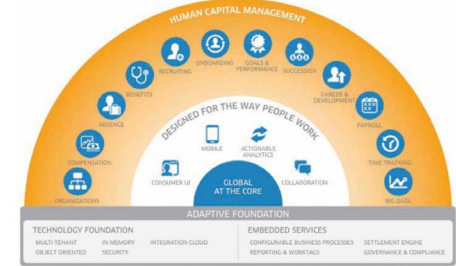 HUMAN CAPITAL MANAGEMENT
ORGANIZATIONS
COMPENSATION
ABSENCE
BENEFITS
RECRUITING
ONBOARDING
GOALS &
PERFORMANCE
SUCCESSION
CAREER &
DEVELOPMENT
PAYROLL
TIME TRACKING
BIG DATA
DESIGNED FOR THE WAY PEOPLE WORK
CONSUMER UI
MOBILE
ACTIONABLE
ANALYTICS
COLLABORATION
GLOBAL
AT THE CORE
ADAPTIVE FOUNDATION
TECHNOLOGY FOUNDATION
MULTI-TENANT IN MEMORY INTEGRATION CLOUD
OBJECT ORIENTED SECURITY
EMBEDDED SERVICES
CONFIGURABLE BUSINESS PROCESSES SETTLEMENT ENGINE
REPORTING & WORKTAGS GOVERNANCE & COMPLIANCE